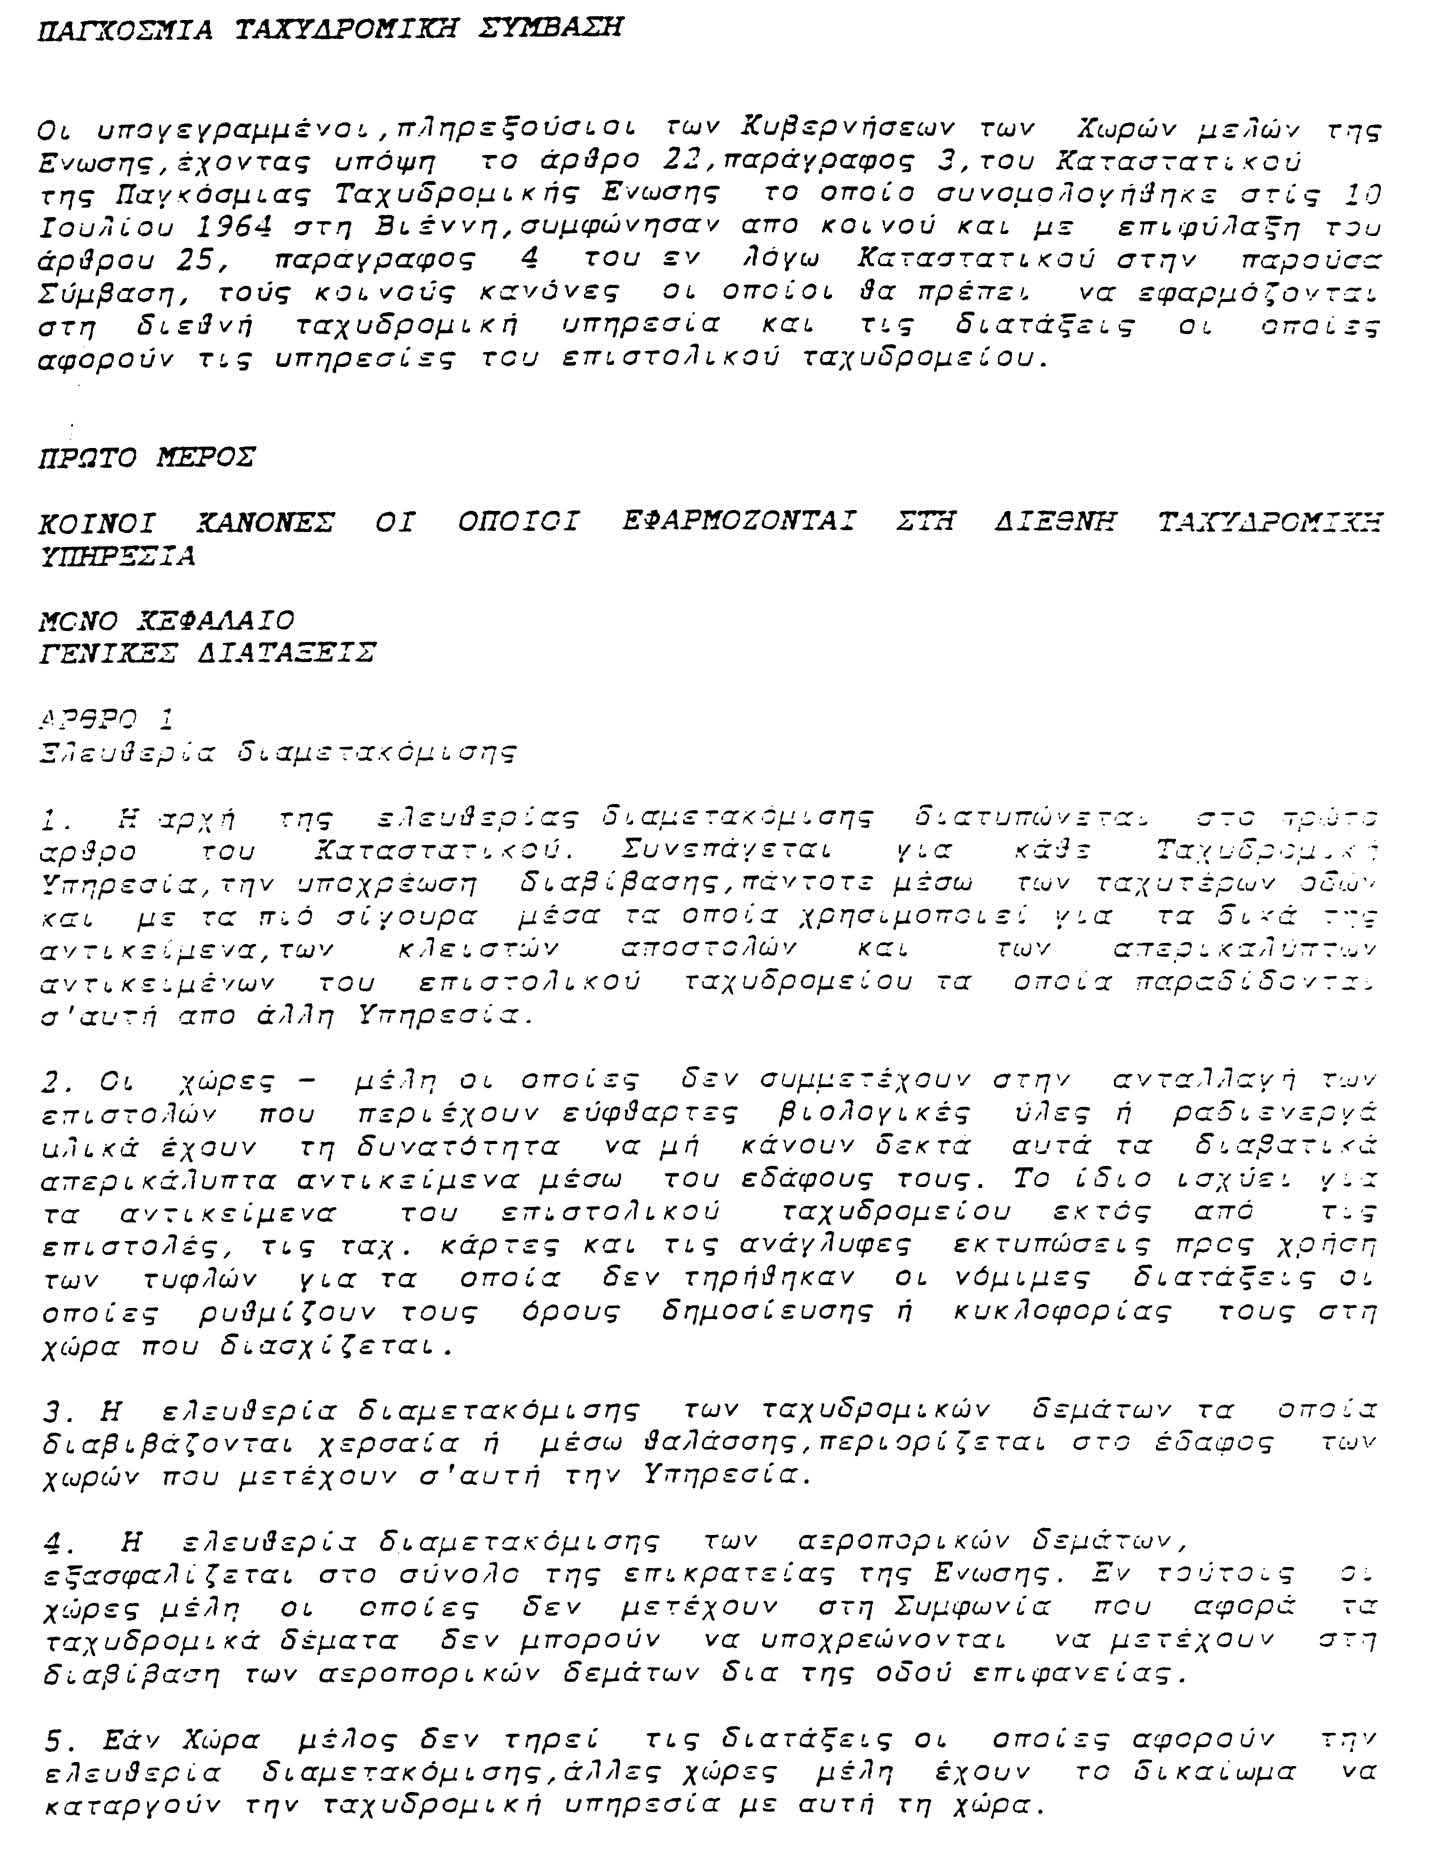 ΠΑΓΚΟΣΜΙΑ ΤΑΧΥΔΡΟΜΙΚΗ ΣΥΜΒΑΣΗ
Οι υπογεγραμμένοι,πληρεξούσιοι των Κυβερνήσεων των Χωρών μελών της
Ενωσης,έχοντας υπόψη το άρθρο 22,παράγραφος 3,του Καταστατικού
της Παγκόσμιας Ταχυδρομικής Ενωσης το οποίο συνομολογήθηκε στίς 10
Ιουλίου 1964 στη Βιέννη,συμφώνησαν απο κοινού και με επιφύλαξη του
άρθρου 25, παράγραφος 4 του εν λόγω Καταστατικού στην παρούσα
Σύμβαση, τούς κοινούς κανόνες οι οποίοι θα πρέπει να εφαρμόζονται
στη διεθνή ταχυδρομική υπηρεσία και τις διατάξεις οι οποίες
αφορούν τις υπηρεσίες του επιστολικού ταχυδρομείου.
ΠΡΩΤΟ ΜΕΡΟΣ
ΚΟΙΝΟΙ ΚΑΝΟΝΕΣ ΟΙ ΟΠΟΙΟΙ ΕΦΑΡΜΟΖΟΝΤΑΙ ΣΤΗ ΔΙΕΘΝΗ ΤΑΧΥΔΡΟΜΙΚΗ
ΥΠΗΡΕΣΙΑ
ΜΟΝΟ ΚΕΦΑΛΑΙΟ
ΓΕΝΙΚΕΣ ΔΙΑΤΑΞΕΙΣ
ΑΡΘΡΟ 1
Ελευθερία διαμετακόμισης
1. Η αρχή της ελευθερίας διαμετακόμισης διατυπώνεται στο πρώτο
αρθρο του Καταστατικού. Συνεπάγεται για κάθε Ταχυδρομική
Υπηρεσία,την υποχρέωση διαβίβασης,πάντοτε μέσω των ταχυτέρων οδών
και με τα πιό σίγουρα μέσα τα οποία χρησιμοποιεί για τα δικά της
αντικείμενα,των κλειστών αποστολών και των απερικαλύπτων
αντικειμένων του επιστολικού ταχυδρομείου τα οποία παραδίδονται
σ'αυτή απο άλλη Υπηρεσία.
2. Οι χώρες - μέλη οι οποίες δεν συμμετέχουν στην ανταλλαγή των
επιστολών που περιέχουν εύφθαρτες βιολογικές ύλες ή ραδιενεργά
υλικά έχουν τη δυνατότητα να μή κάνουν δεκτά αυτά τα διαβατικά
απερικάλυπτα αντικείμενα μέσω του εδάφους τους. Το ίδιο ισχύει για
τα αντικείμενα του επιστολικού ταχυδρομείου εκτός από τις
επιστολές, τις ταχ. κάρτες και τις ανάγλυφες εκτυπώσεις προς χρήση
των τυφλών για τα οποία δεν τηρήθηκαν οι νόμιμες διατάξεις οι
οποίες ρυθμίζουν τους όρους δημοσίευσης ή κυκλοφορίας τους στη
χώρα που διασχίζεται.
3. Η ελευθερία διαμετακόμισης των ταχυδρομικών δεμάτων τα οποία
διαβιβάζονται χερσαία ή μέσω θαλάσσης,περιορίζεται στο έδαφος των
χωρών που μετέχουν σ'αυτή την Υπηρεσία.
4. Η ελευθερία διαμετακόμισης των αεροπορικών δεμάτων,
εξασφαλίζεται στο σύνολο της επικρατείας της Ενωσης. Εν τούτοις οι
χώρες μέλη οι οποίες δεν μετέχουν στη Συμφωνία που αφορά τα
ταχυδρομικά δέματα δεν μπορούν να υποχρεώνονται να μετέχουν στη
διαβίβαση των αεροπορικών δεμάτων δια της οδού επιφανείας.
5. Εάν Χώρα μέλος δεν τηρεί τις διατάξεις οι οποίες αφορούν την
ελευθερία διαμετακόμισης,άλλες χώρες μέλη έχουν το δικαίωμα να
καταργούν την ταχυδρομική υπηρεσία με αυτή τη χώρα.